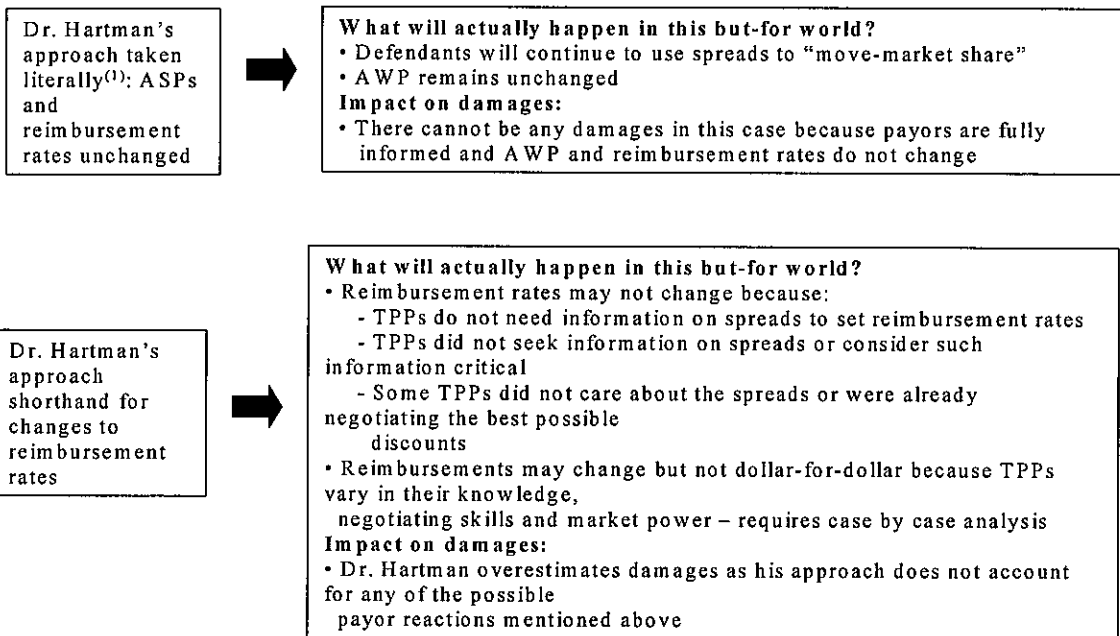 Dr. Hartman's
approach taken
literally(1): ASPs
and
reimbursement
rates unchanged
What will actually happen in this but-for world?
• Defendants will continue to use spreads to "move-market share"
• AWP remains unchanged
Impact on damages:
• There cannot be any damages in this case because payors are fully
informed and AWP and reimbursement rates do not change
Dr. Hartman's
approach
shorthand for
changes to
reimbursement
rates
What will actually happen in this but-for world?
• Reimbursement rates may not change because:
- TPPs do not need information on spreads to set reimbursement rates
- TPPs did not seek information on spreads or consider such
information critical
- Some TPPs did not care about the spreads or were already
negotiating the best possible
discounts
• Reimbursements may change but not dollar-for-dollar because TPPs
vary in their knowledge,
negotiating skills and market power – requires case by case analysis
Impact on damages:
• Dr. Hartman overestimates damages as his approach does not account
for any of the possible
payor reactions mentioned above